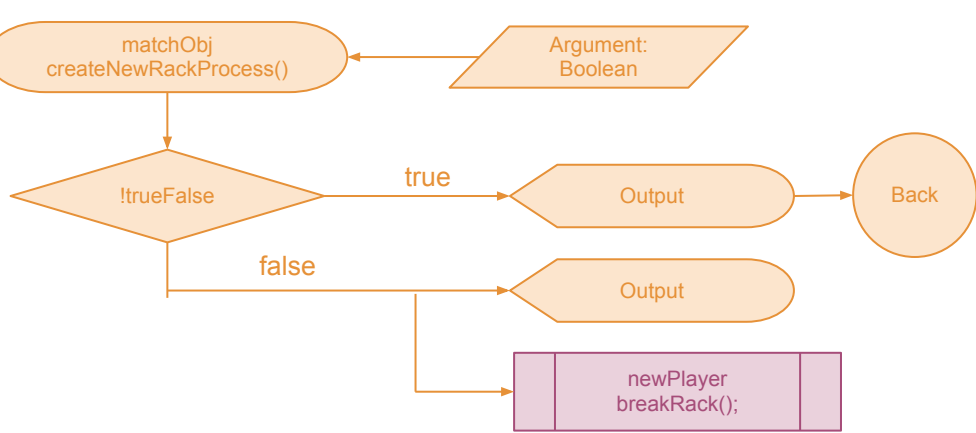 matchObj
createNewRackProcess()
Argument:
Boolean
!trueFalse
true
Output
Back
false
Output
newPlayer
breakRack();